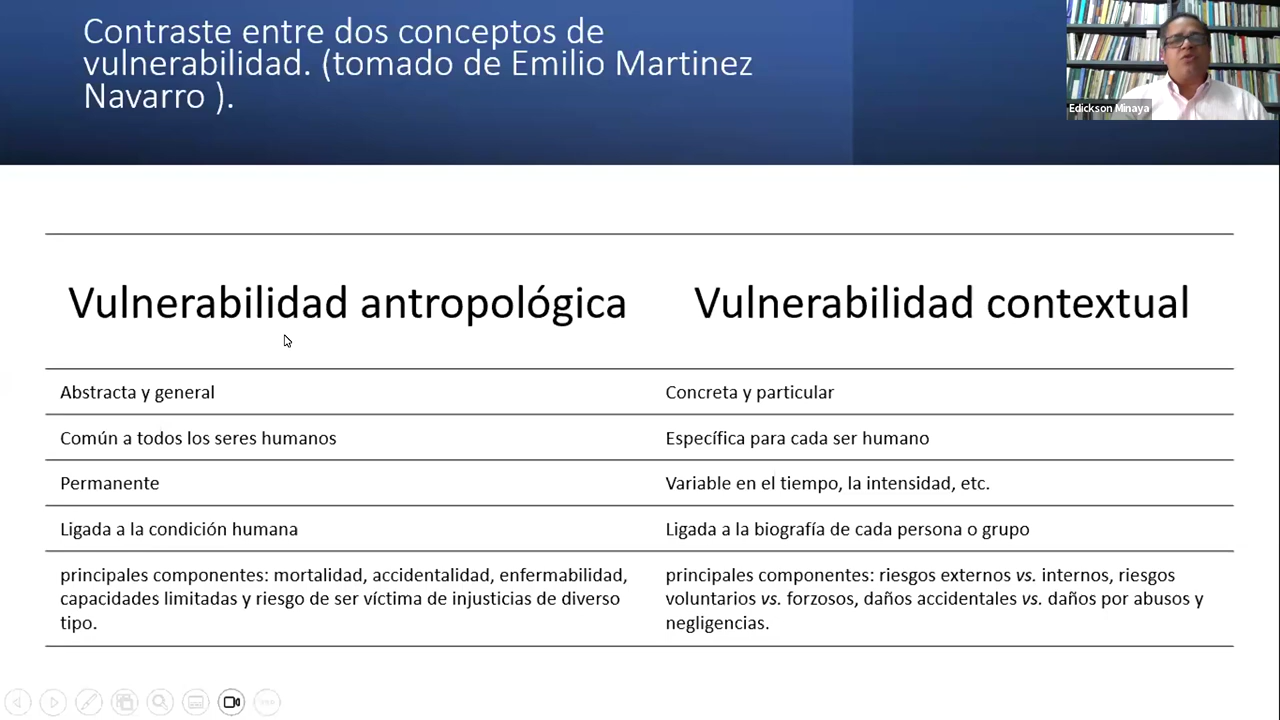 Contraste entre dos conceptos de
vulnerabilidad. (tomado de Emilio Martinez
Navarro ).
Edickson Minaya
Vulnerabilidad antropológica
Vulnerabilidad contextual
Abstracta y general
Concreta y particular
Común a todos los seres humanos
Específica para cada ser humano
Permanente
Variable en el tiempo, la intensidad, etc.
Ligada a la condición humana
Ligada a la biografía de cada persona o grupo
principales componentes: mortalidad, accidentalidad, enfermabilidad,
capacidades limitadas y riesgo de ser víctima de injusticias de diverso
tipo.
principales componentes: riesgos externos vs. internos, riesgos
voluntarios vs. forzosos, daños accidentales vs. daños por abusos y
negligencias.